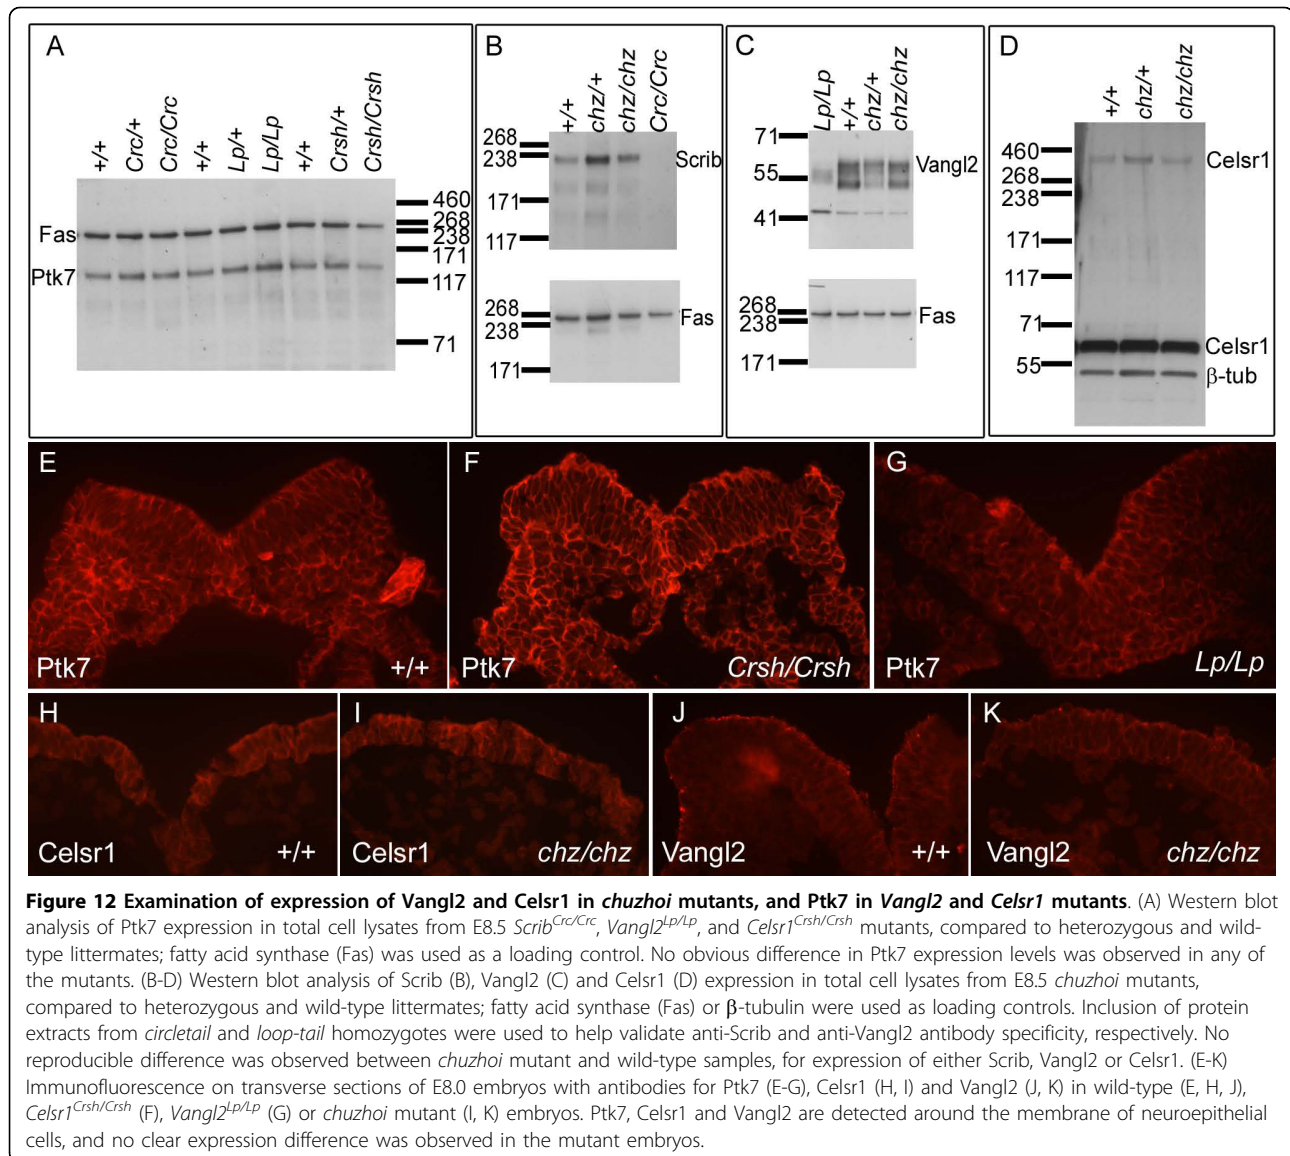 A
+/+ Crc/+ Crc/Crc +/+ Lp/+ Lp/Lp +/+ Crsh/+ Crsh/Crsh
Fas
Ptk7
460
268
238
171
117
71
B
+/+ chz/+ chz/chz Crc/Crc
268
238
171
117
Scrib
268
238
171
Fas
C
Lp/Lp +/+ chz/+ chz/chz
71
55
41
Vangl2
268
238
171
Fas
D
+/+ chz/+ chz/chz
460
268
238
171
117
71
55
Celsr1
Celsr1
β-tub
E
Ptk7 +/+
F
Ptk7 Crsh/Crsh
G
Ptk7 Lp/Lp
H
Celsr1 +/+
I
Celsr1 chz/chz
J
Vangl2 +/+
K
Vangl2 chz/chz
Figure 12 Examination of expression of Vangl2 and Celsr1 in chuzhoi mutants, and Ptk7 in Vangl2 and Celsr1 mutants. (A) Western blot
analysis of Ptk7 expression in total cell lysates from E8.5 Scrib^Crc/Crc, Vangl2^Lp/Lp, and Celsr1^Crsh/Crsh mutants, compared to heterozygous and wild-
type littermates; fatty acid synthase (Fas) was used as a loading control. No obvious difference in Ptk7 expression levels was observed in any of
the mutants. (B-D) Western blot analysis of Scrib (B), Vangl2 (C) and Celsr1 (D) expression in total cell lysates from E8.5 chuzhoi mutants,
compared to heterozygous and wild-type littermates; fatty acid synthase (Fas) or β-tubulin were used as loading controls. Inclusion of protein
extracts from circletail and loop-tail homozygotes were used to help validate anti-Scrib and anti-Vangl2 antibody specificity, respectively. No
reproducible difference was observed between chuzhoi mutant and wild-type samples, for expression of either Scrib, Vangl2 or Celsr1. (E-K)
Immunofluorescence on transverse sections of E8.0 embryos with antibodies for Ptk7 (E-G), Celsr1 (H, I) and Vangl2 (J, K) in wild-type (E, H, J),
Celsr1^Crsh/Crsh (F), Vangl2^Lp/Lp (G) or chuzhoi mutant (I, K) embryos. Ptk7, Celsr1 and Vangl2 are detected around the membrane of neuroepithelial
cells, and no clear expression difference was observed in the mutant embryos.